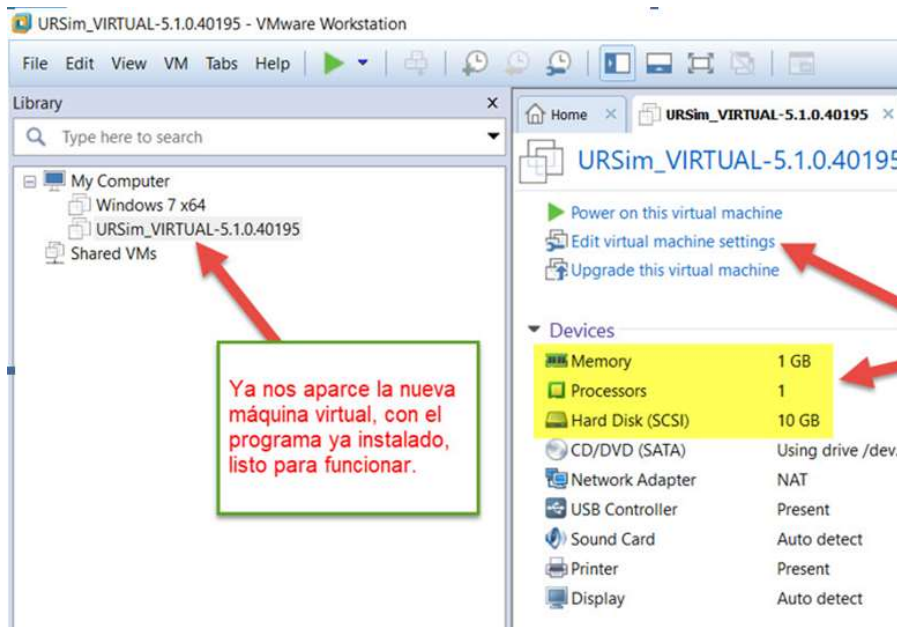 URSim_VIRTUAL-5.1.0.40195 - VMware Workstation
File Edit View VM Tabs Help
Library
Type here to search
My Computer
Windows 7 x64
URSim_VIRTUAL-5.1.0.40195
Shared VMs
Ya nos aparce la nueva
máquina virtual, con el
programa ya instalado,
listo para funcionar.
Home URSim_VIRTUAL-5.1.0.40195
URSim_VIRTUAL-5.1.0.40195
Power on this virtual machine
Edit virtual machine settings
Upgrade this virtual machine
Devices
Memory 1 GB
Processors 1
Hard Disk (SCSI) 10 GB
CD/DVD (SATA) Using drive /dev.
Network Adapter NAT
USB Controller Present
Sound Card Auto detect
Printer Present
Display Auto detect